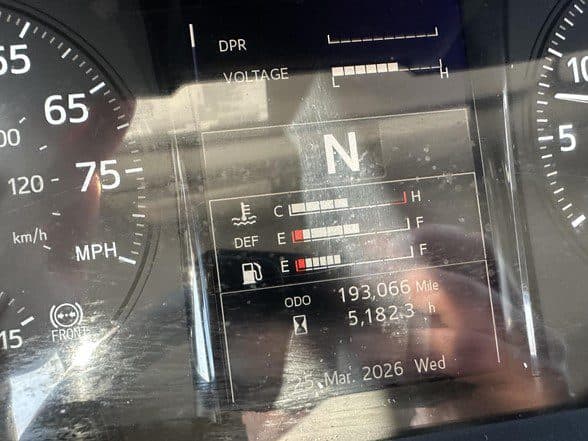 55
65
75
120
km/h
MPH
FRONT
15
DPR
VOLTAGE
L H
N
C H
DEF E F
E F
ODO 193,066 Mile
5,182.3 h
25. Mar. 2026 Wed
10
5